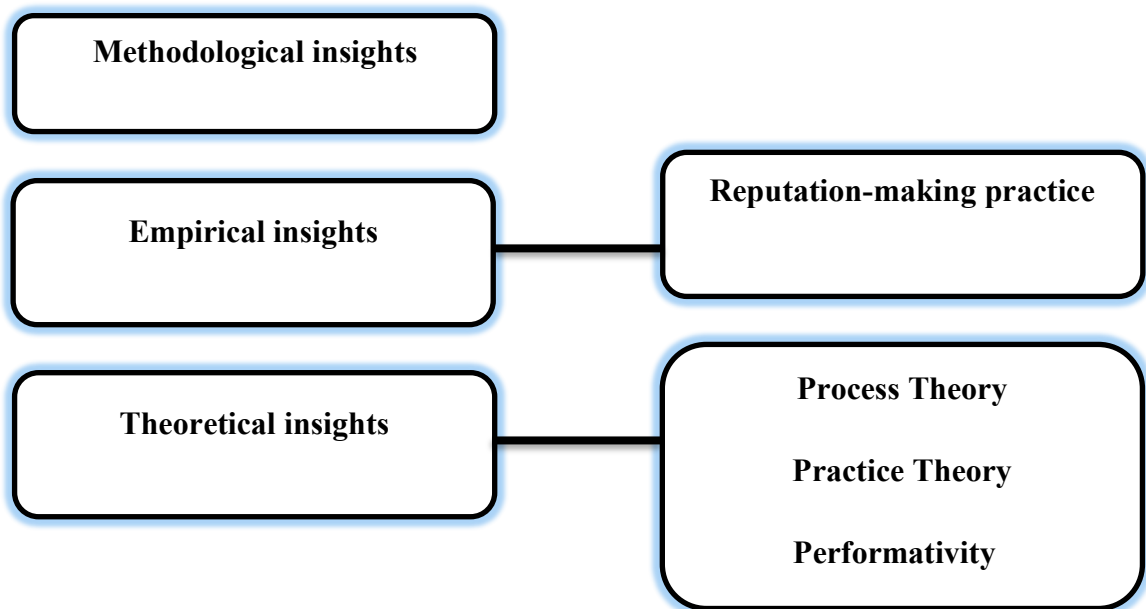 Methodological insights
Empirical insights
Reputation-making practice
Theoretical insights
Process Theory
Practice Theory
Performativity